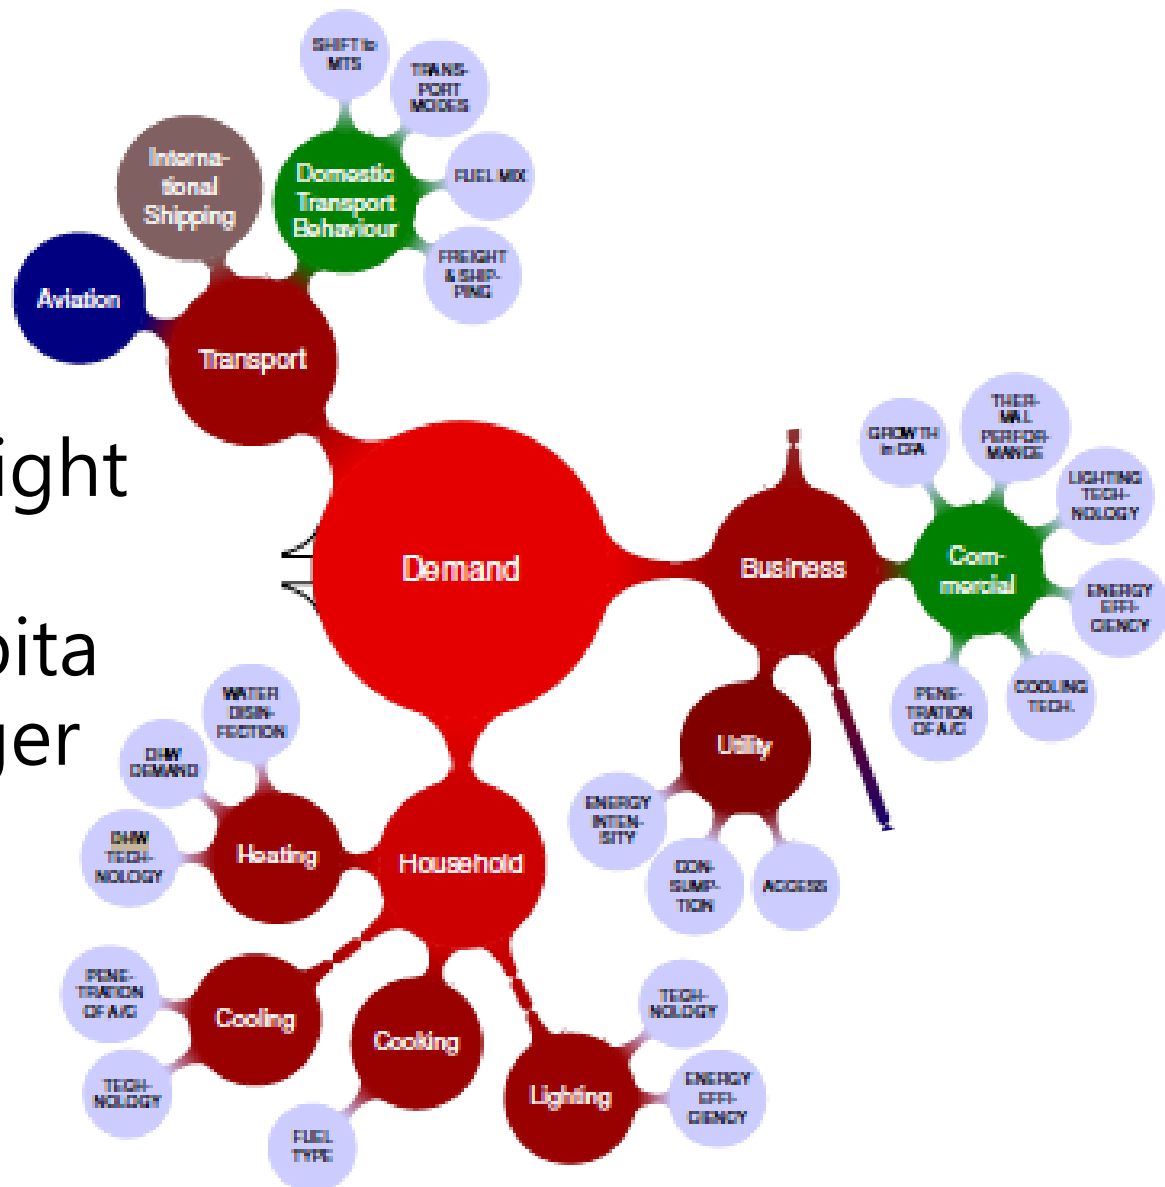 SHIFT to
MTS
TRANS-
PORT
MODES
Interna-
tional
Shipping
Domestic
Transport
Behaviour
FUEL MIX
FREIGHT
& SHIP-
PING
Aviation
Transport
ight
pita
ger
Demand
Business
GROWTH
in CFA
THER-
MAL
PERFOR-
MANCE
LIGHTING
TECH-
NOLOGY
Com-
mercial
ENERGY
EFFI-
CIENCY
COOLING
TECH.
PENE-
TRATION
OF A/C
Utility
ENERGY
INTEN-
SITY
CON-
SUMP-
TION
ACCESS
WATER
DISIN-
FECTION
DHW
DEMAND
DHW
TECH-
NOLOGY
Heating
Household
PENE-
TRATION
OF A/C
Cooling
TECH-
NOLOGY
Cooking
FUEL
TYPE
Lighting
TECH-
NOLOGY
ENERGY
EFFI-
CIENCY